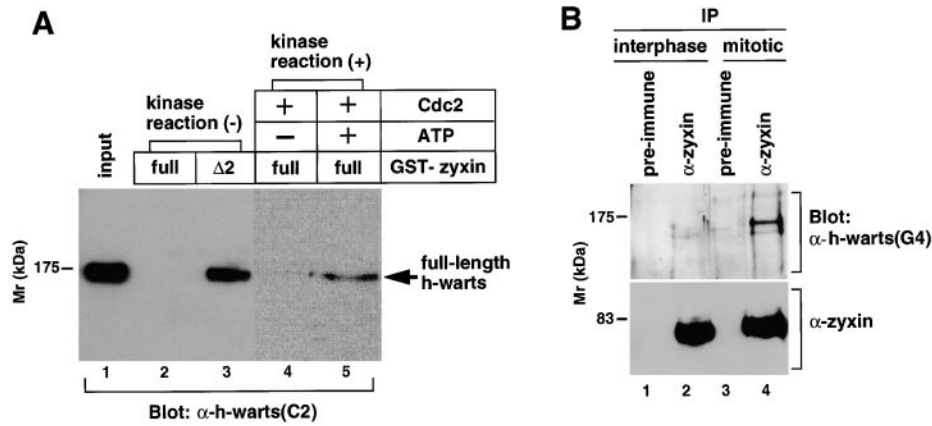 A
kinase
reaction (+)
kinase
reaction (-)
+ + Cdc2
− + ATP
input full Δ2 full full GST- zyxin
Mr (kDa)
175
full-length
h-warts
1 2 3 4 5
Blot: α-h-warts(C2)
B
IP
interphase mitotic
pre-immune
α-zyxin
pre-immune
α-zyxin
Mr (kDa)
175
Blot:
α-h-warts(G4)
83
α-zyxin
1 2 3 4